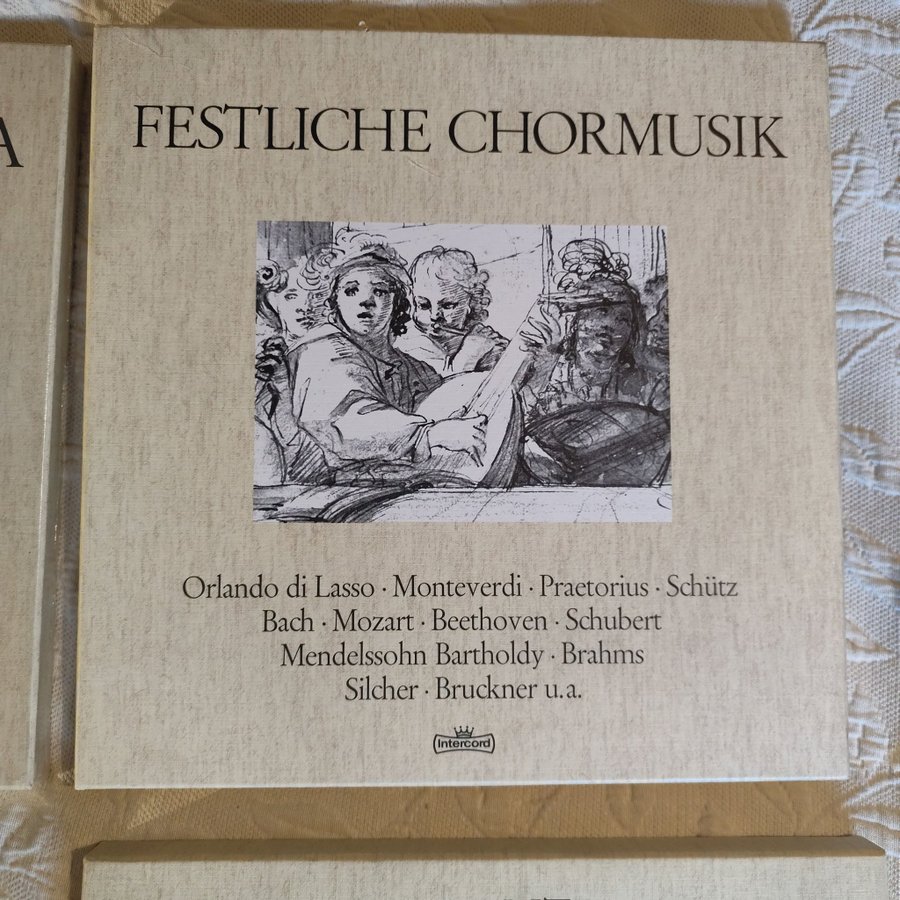 FESTLICHE CHORMUSIK
Orlando di Lasso · Monteverdi · Praetorius · Schütz
Bach · Mozart · Beethoven · Schubert
Mendelssohn Bartholdy · Brahms
Silcher · Bruckner u.a.
intercord